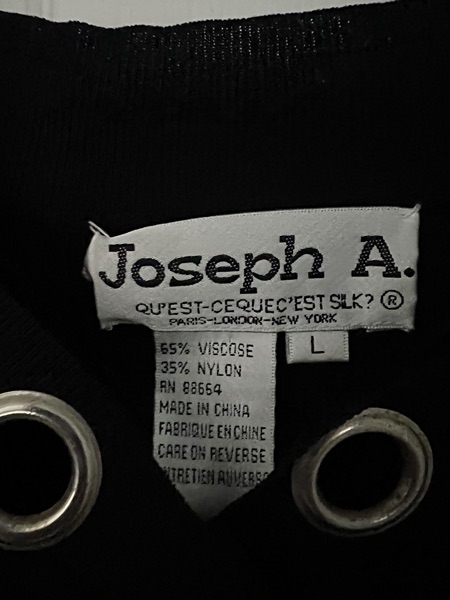 Joseph A.
QU'EST-CEQUEC'EST SILK? ®
PARIS-LONDON-NEW YORK
L
65% VISCOSE
35% NYLON
RN 88664
MADE IN CHINA
FABRIQUE EN CHINE
CARE ON REVERSE